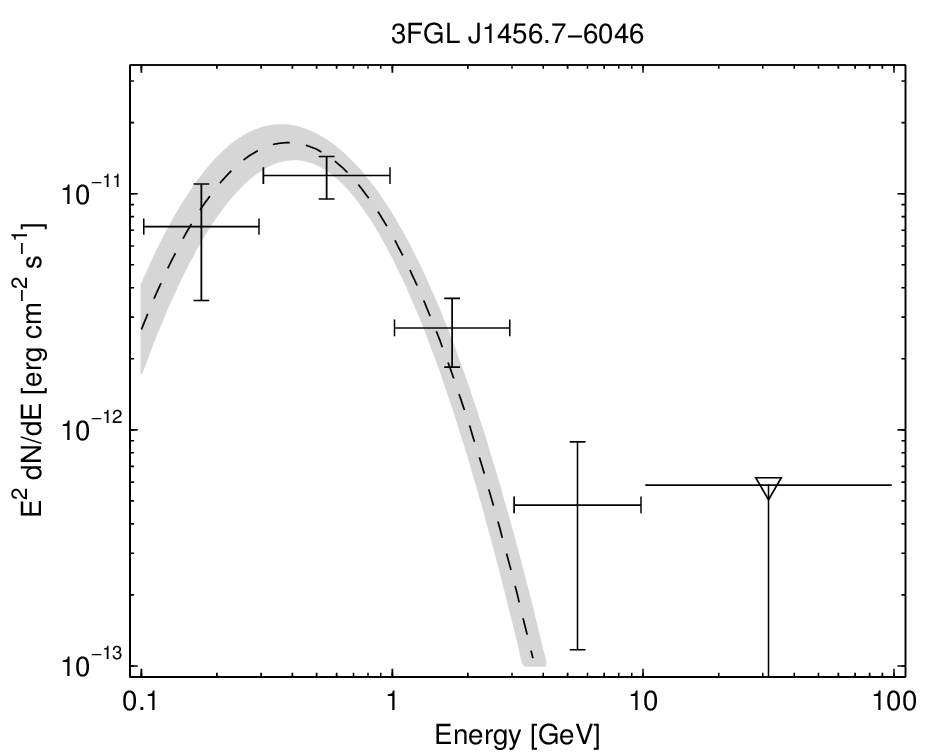 3FGL J1456.7−6046
10⁻¹¹
10⁻¹²
10⁻¹³
E² dN/dE [erg cm⁻² s⁻¹]
0.1 1 10 100
Energy [GeV]